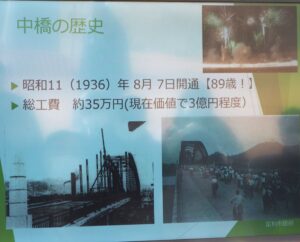 中橋の歴史
▶ 昭和11（1936）年 8月 7日開通【89歳！】
▶ 総工費 約35万円(現在価値で3億円程度)